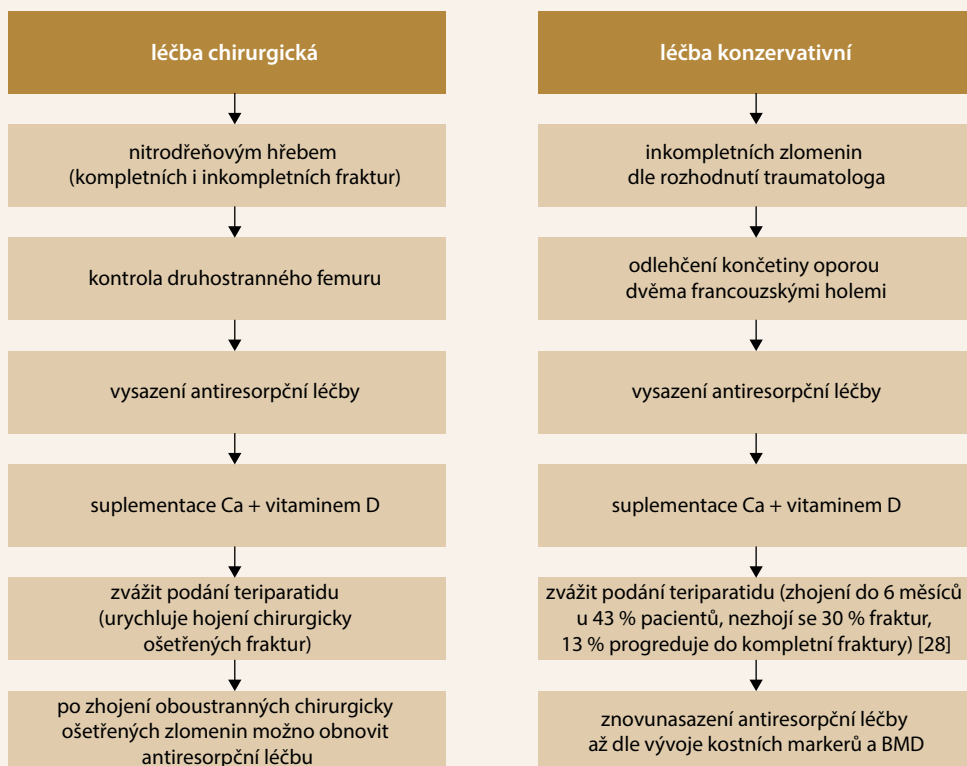 léčba chirurgická
nitrodřeňovým hřebem
(kompletních i inkompletních fraktur)
kontrola druhostranného femuru
vysazení antiresorpční léčby
suplementace Ca + vitaminem D
zvážit podání teriparatidu
(urychluje hojení chirurgicky
ošetřených fraktur)
po zhojení oboustranných chirurgicky
ošetřených zlomenin možno obnovit
antiresorpční léčbu
léčba konzervativní
inkompletních zlomenin
dle rozhodnutí traumatologa
odlehčení končetiny oporou
dvěma francouzskými holemi
vysazení antiresorpční léčby
suplementace Ca + vitaminem D
zvážit podání teriparatidu (zhojení do 6 měsíců
u 43 % pacientů, nezhojí se 30 % fraktur,
13 % progreduje do kompletní fraktury) [28]
znovunasazení antiresorpční léčby
až dle vývoje kostních markerů a BMD